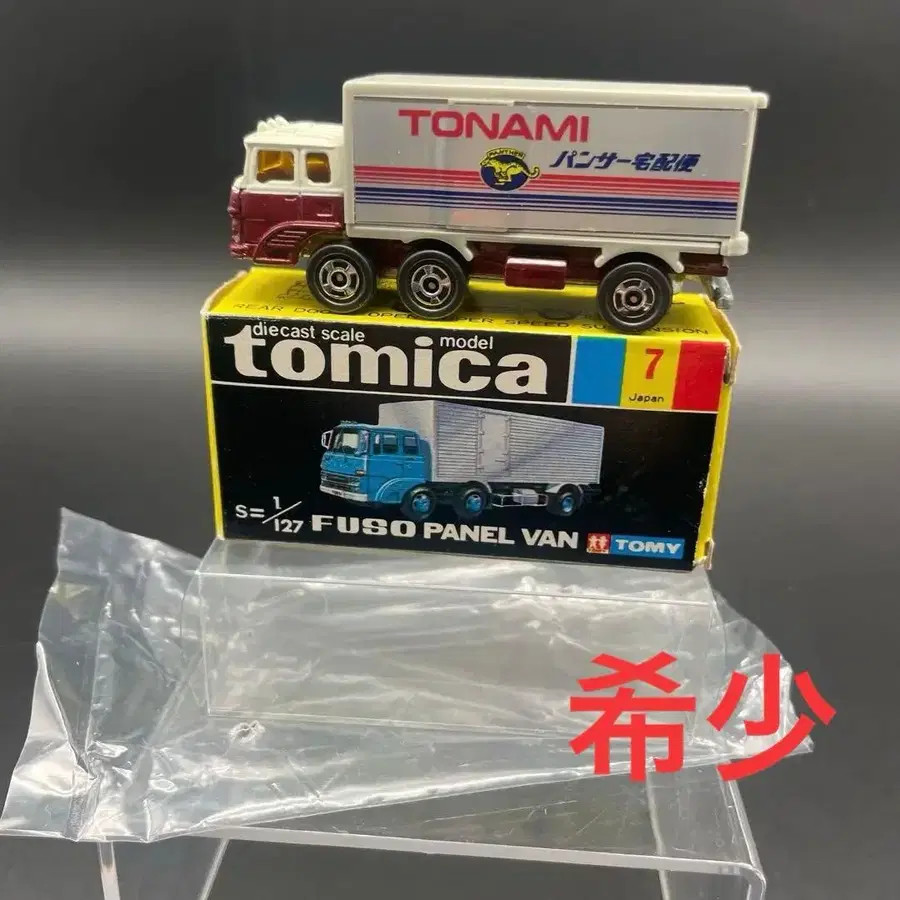 TONAMI
PANTHER
パンサー宅配便
diecast scale model
tomica
7
Japan
S=1/127 FUSO PANEL VAN TOMY
希少